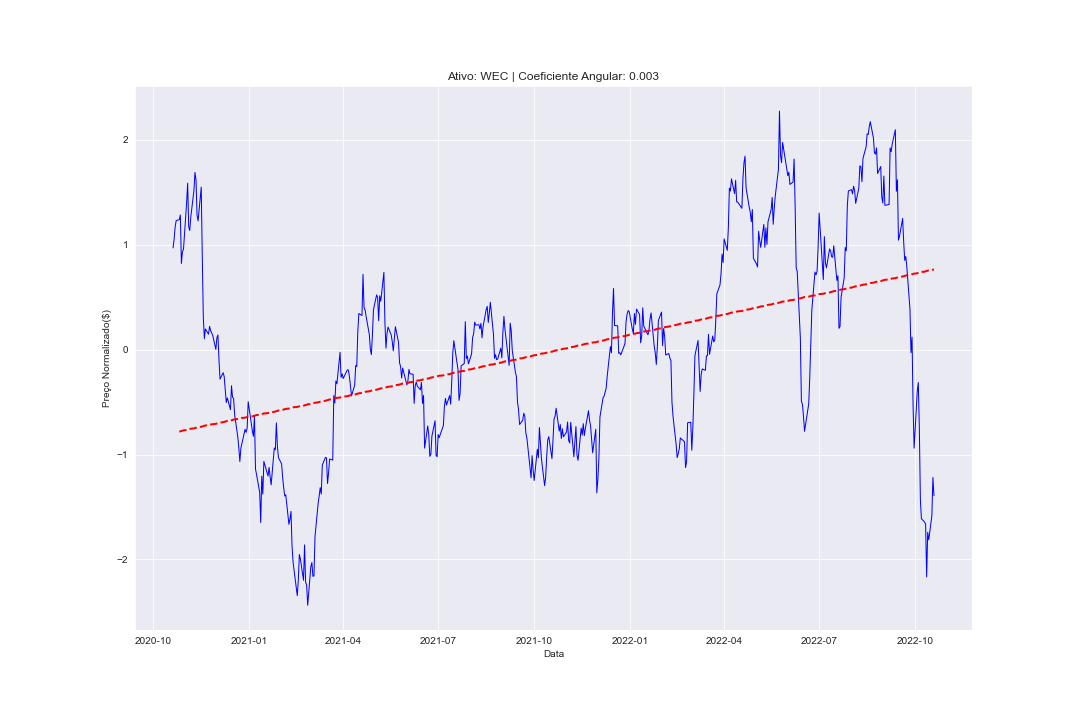 Ativo: WEC | Coeficiente Angular: 0.003
Preço Normalizado($)
2
1
0
−1
−2
2020-10 2021-01 2021-04 2021-07 2021-10 2022-01 2022-04 2022-07 2022-10
Data